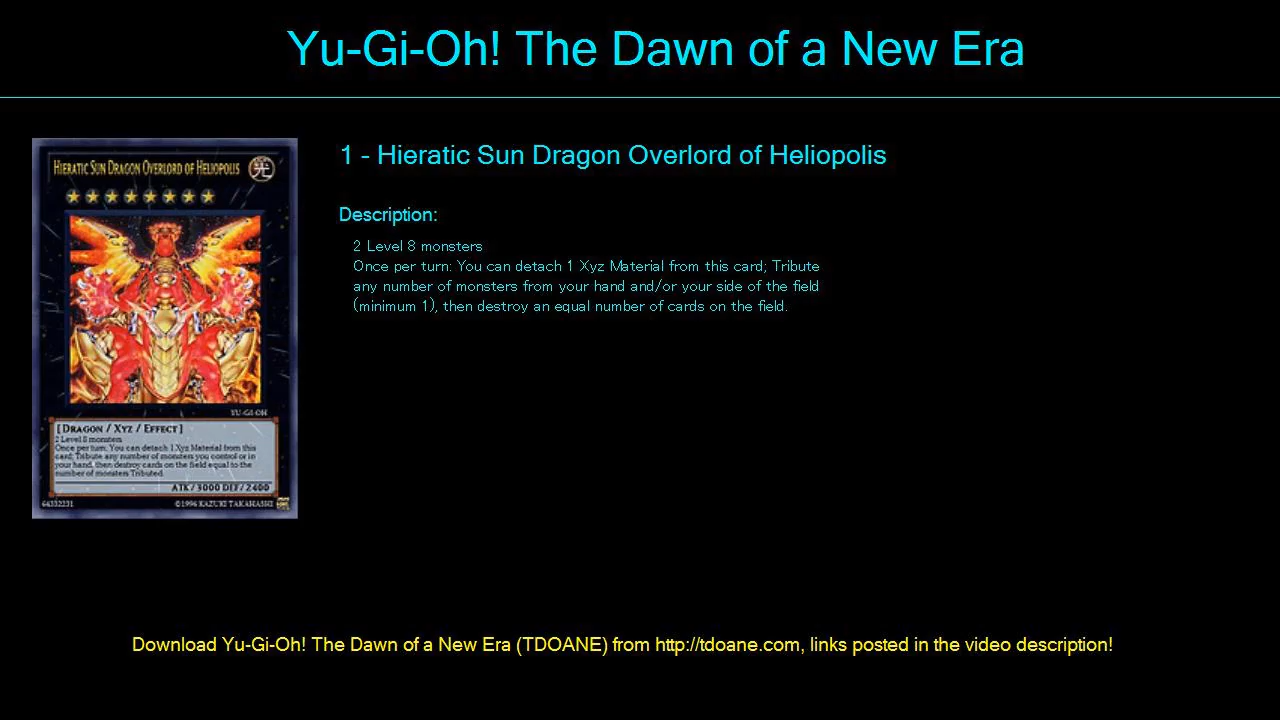 Yu-Gi-Oh! The Dawn of a New Era
HIERATIC SUN DRAGON OVERLORD OF HELIOPOLIS
光
YU-GI-OH
[DRAGON / XYZ / EFFECT]
2 Level 8 monsters
Once per turn: You can detach 1 Xyz Material from this
card; Tribute any number of monsters you control or in
your hand, then destroy cards on the field equal to the
number of monsters Tributed.
ATK / 3000 DEF / 2400
64332231
©1996 KAZUKI TAKAHASHI
1 - Hieratic Sun Dragon Overlord of Heliopolis
Description:
2 Level 8 monsters
Once per turn: You can detach 1 Xyz Material from this card; Tribute
any number of monsters from your hand and/or your side of the field
(minimum 1), then destroy an equal number of cards on the field.
Download Yu-Gi-Oh! The Dawn of a New Era (TDOANE) from http://tdoane.com, links posted in the video description!